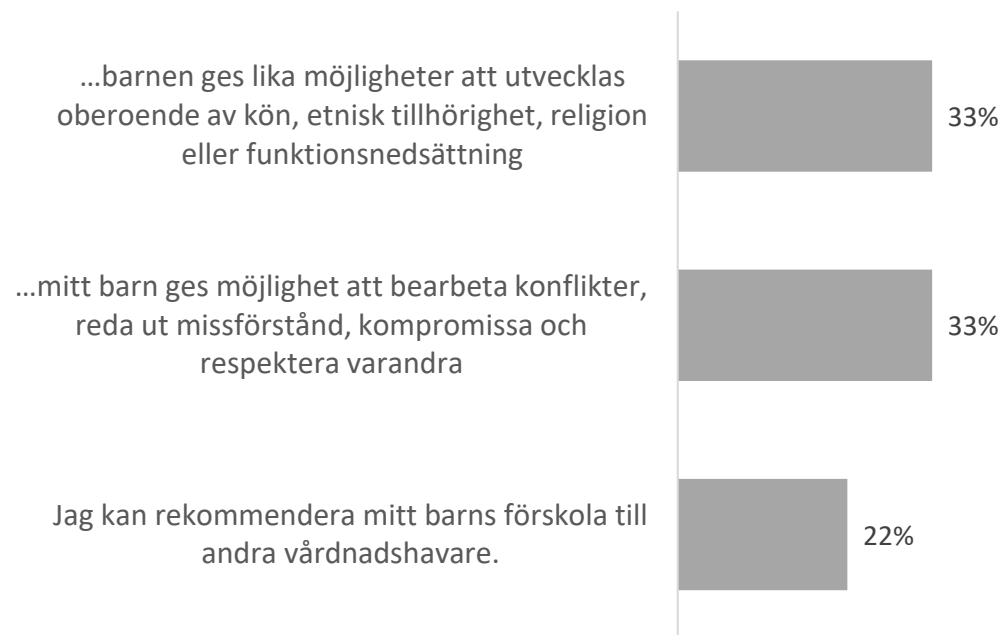 ...barnen ges lika möjligheter att utvecklas
oberoende av kön, etnisk tillhörighet, religion
eller funktionsnedsättning
33%
...mitt barn ges möjlighet att bearbeta konflikter,
reda ut missförstånd, kompromissa och
respektera varandra
33%
Jag kan rekommendera mitt barns förskola till
andra vårdnadshavare.
22%